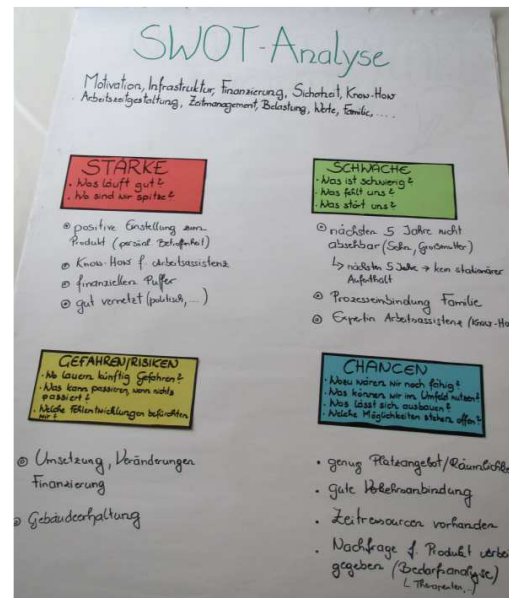 SWOT-Analyse
Motivation, Infrastruktur, Finanzierung, Sicherheit, Know-How
Arbeitszeitgestaltung, Zeitmanagement, Belastung, Werte, Familie, .....
STÄRKE
• Was läuft gut?
• Wo sind wir spitze?
positive Einstellung zum
Produkt (persönl. Betroffenheit)
Know-How f. Arbeitsassistenz
finanziellen Puffer
gut vernetzt (politisch, ...)
SCHWÄCHE
• Was ist schwierig?
• Was fehlt uns?
• Was stört uns?
nächsten 5 Jahre nicht
absehbar (Sohn, Großmutter)
↳ nächsten 5 Jahre → kein stationärer
Aufenthalt
Prozesseinbindung Familie
Expertin Arbeitsassistenz (Know-Ho
GEFAHREN/RISIKEN
• Wo lauern künftig Gefahren?
• Was kann passieren, wenn nichts
passiert?
• Welche Fehlentwicklungen befürchten
wir?
Umsetzung, Veränderungen
Finanzierung
Gebäudeerhaltung
CHANCEN
• Wozu wären wir noch fähig?
• Was können wir im Umfeld nutzen?
• Was lässt sich ausbauen?
• Welche Möglichkeiten stehen offen?
• genug Platzangebot/Räumlichke
• gute Verkehrsanbindung
• Zeitressourcen vorhanden
• Nachfrage f. Produkt
gegeben (Bedarfsanalyse)
(Therapeuten, ...)